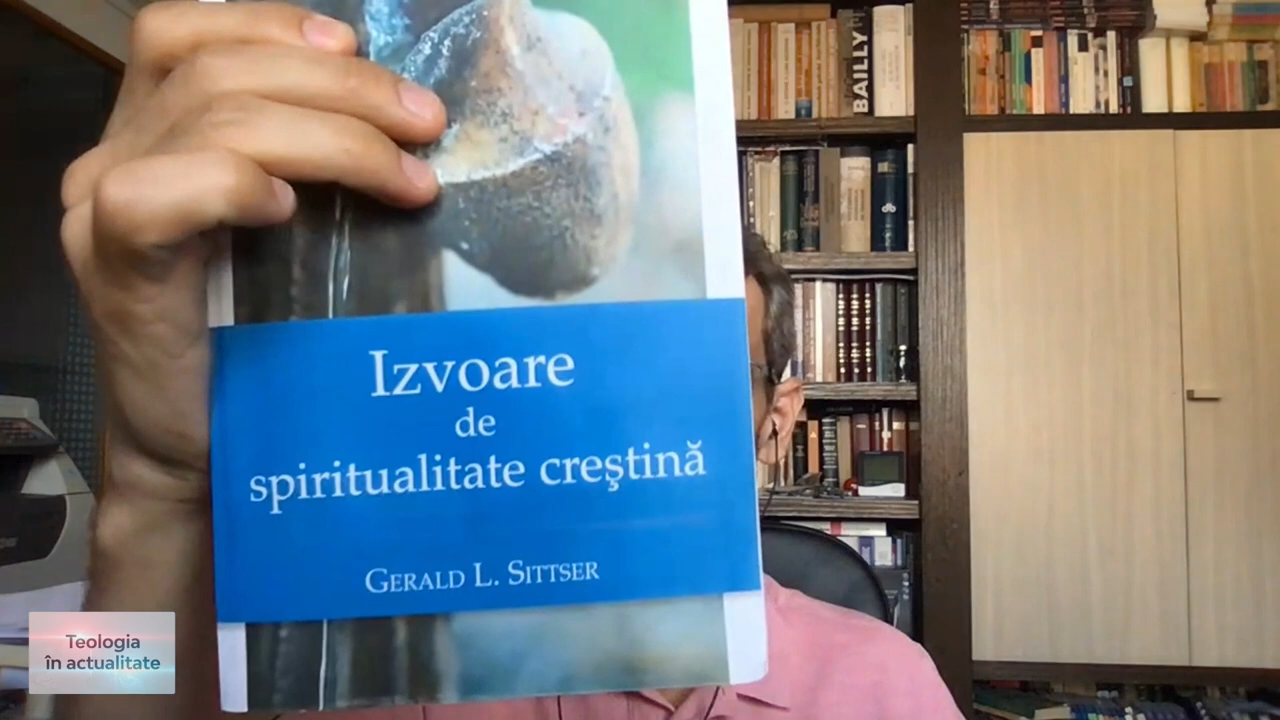 BAILLY
Izvoare
de
spiritualitate creştină
GERALD L. SITTSER
Teologia
în actualitate